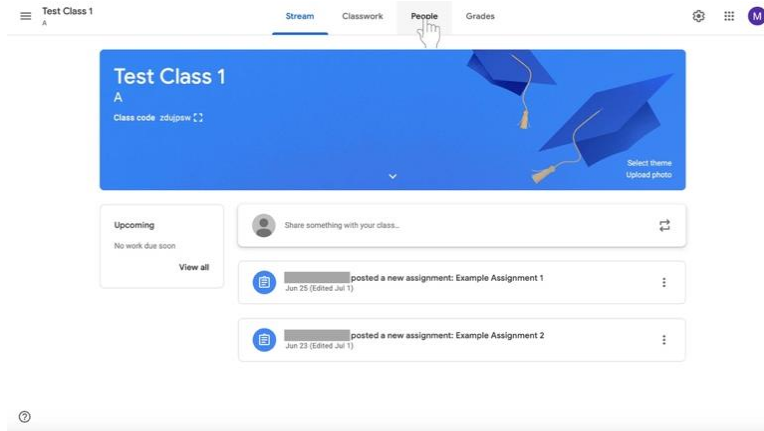 Test Class 1
A
Stream Classwork People Grades
M
Test Class 1
A
Class code zdujpsw
Select theme
Upload photo
Upcoming
No work due soon
View all
Share something with your class...
posted a new assignment: Example Assignment 1
Jun 25 (Edited Jul 1)
posted a new assignment: Example Assignment 2
Jun 23 (Edited Jul 1)